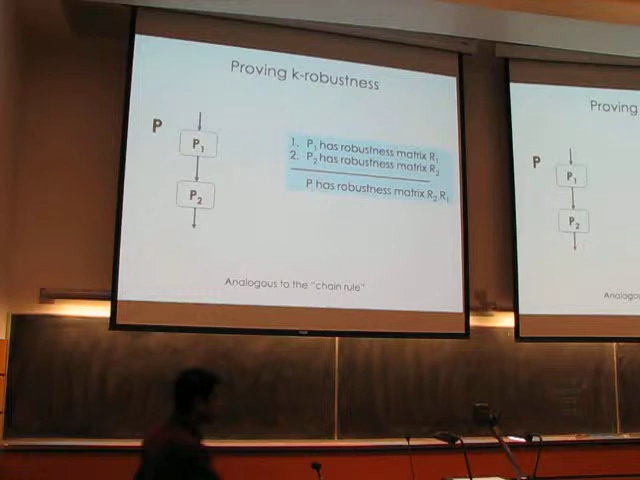 Proving k-robustness
P
P₁
P₂
1. P₁ has robustness matrix R₁
2. P₂ has robustness matrix R₂
P has robustness matrix R₂ R₁
Analogous to the "chain rule"
Proving
P
P₁
P₂
Analogo